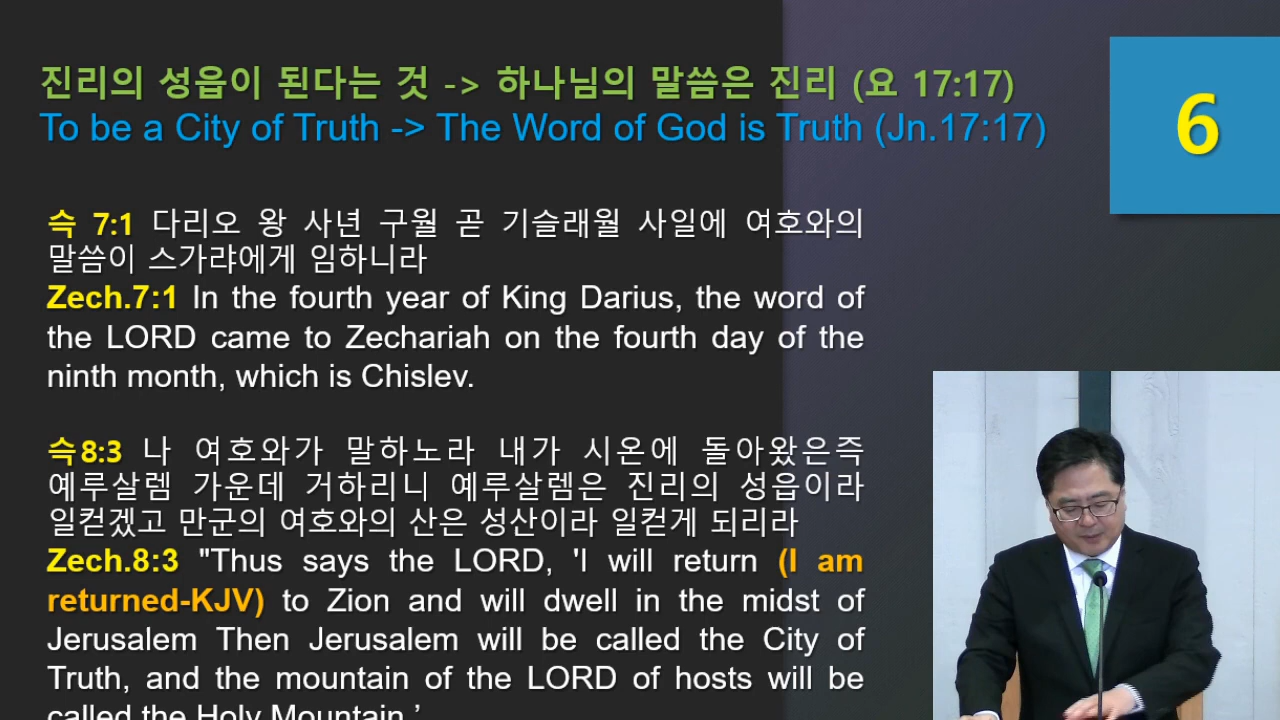 진리의 성읍이 된다는 것 -> 하나님의 말씀은 진리 (요 17:17)
To be a City of Truth -> The Word of God is Truth (Jn.17:17)
6
슥 7:1 다리오 왕 사년 구월 곧 기슬래월 사일에 여호와의
말씀이 스가랴에게 임하니라
Zech.7:1 In the fourth year of King Darius, the word of
the LORD came to Zechariah on the fourth day of the
ninth month, which is Chislev.
슥8:3 나 여호와가 말하노라 내가 시온에 돌아왔은즉
예루살렘 가운데 거하리니 예루살렘은 진리의 성읍이라
일컫겠고 만군의 여호와의 산은 성산이라 일컫게 되리라
Zech.8:3 "Thus says the LORD, 'I will return (I am
returned-KJV) to Zion and will dwell in the midst of
Jerusalem Then Jerusalem will be called the City of
Truth, and the mountain of the LORD of hosts will be
called the Holy Mountain.'